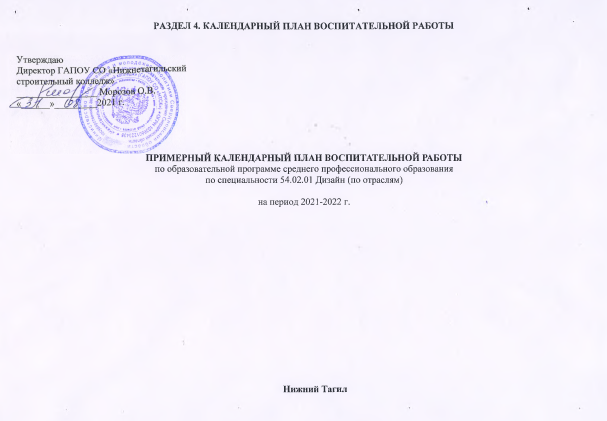 РАЗДЕЛ 4. КАЛЕНДАРНЫЙ ПЛАН ВОСПИТАТЕЛЬНОЙ РАБОТЫ
Утверждаю
Директор ГАПОУ СО «Нижнетагильский
строительный колледж»
Морозов О.В.
« 31 » 08 2021 г.
ПРИМЕРНЫЙ КАЛЕНДАРНЫЙ ПЛАН ВОСПИТАТЕЛЬНОЙ РАБОТЫ
по образовательной программе среднего профессионального образования
по специальности 54.02.01 Дизайн (по отраслям)
на период 2021-2022 г.
Нижний Тагил